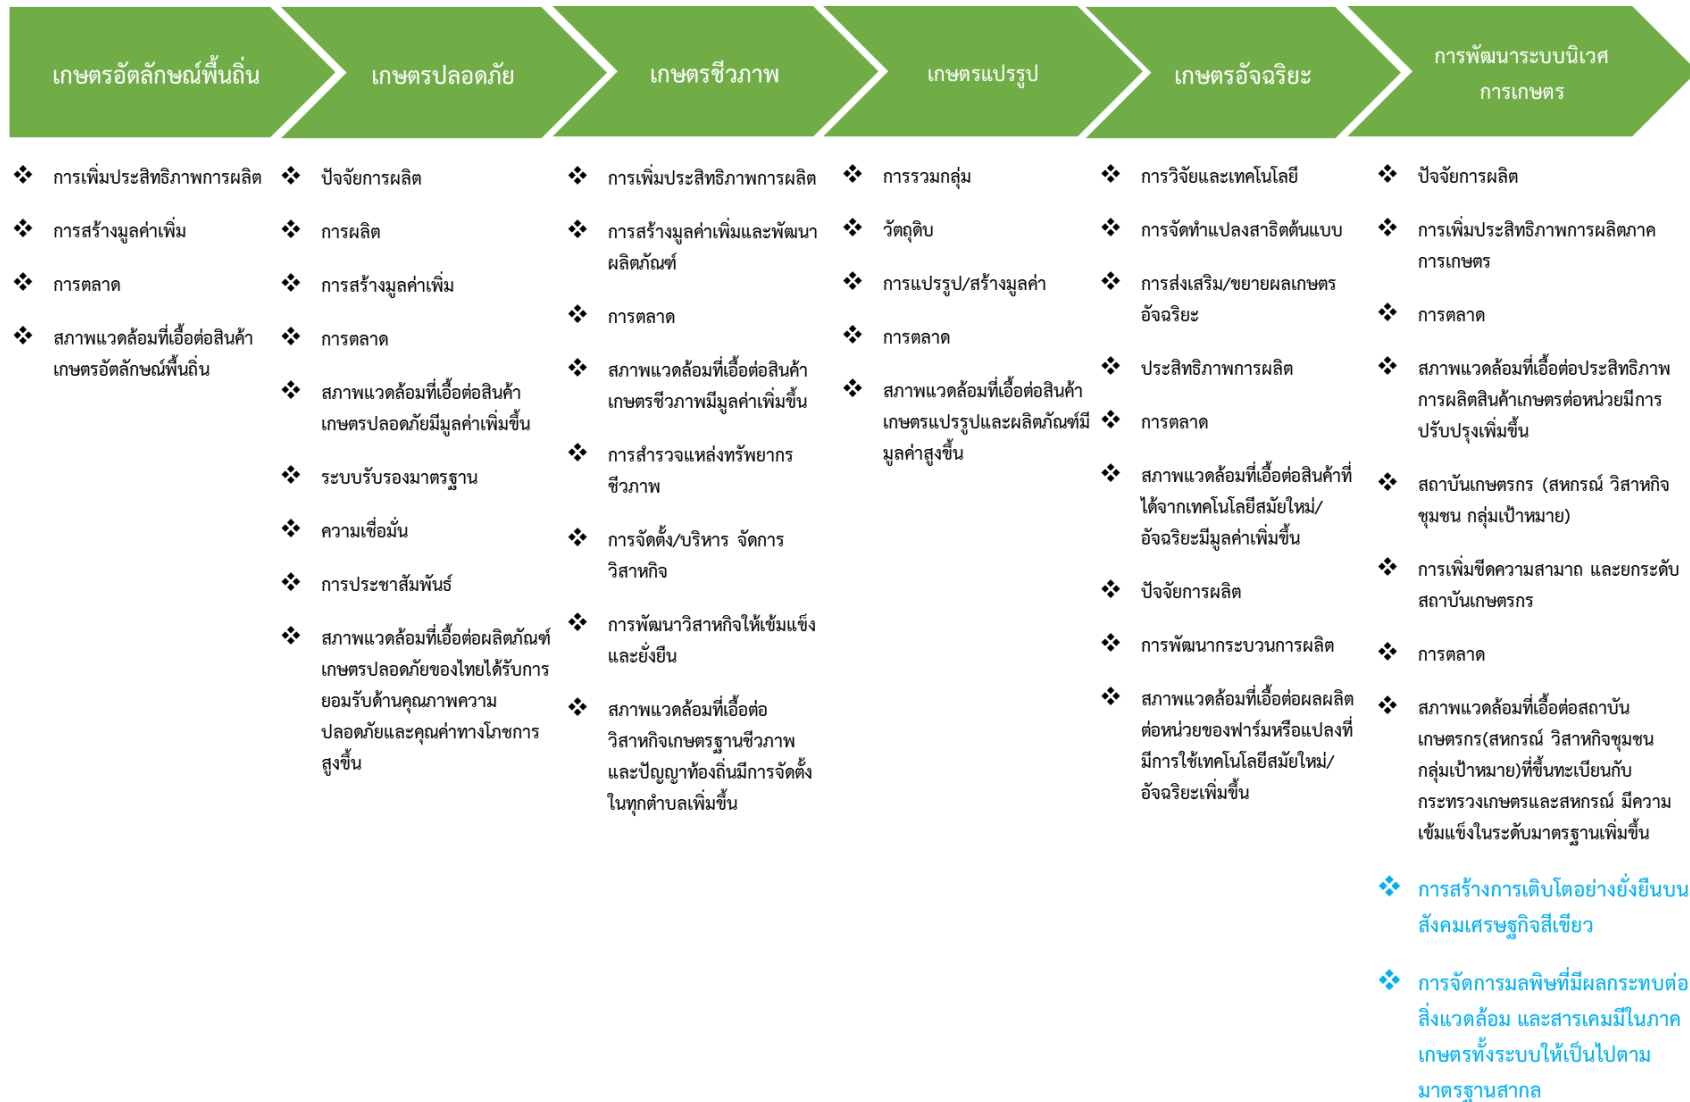 เกษตรอัตลักษณ์พื้นถิ่น
เกษตรปลอดภัย
เกษตรชีวภาพ
เกษตรแปรรูป
เกษตรอัจฉริยะ
การพัฒนาระบบนิเวศ
การเกษตร
❖ การเพิ่มประสิทธิภาพการผลิต
❖ การสร้างมูลค่าเพิ่ม
❖ การตลาด
❖ สภาพแวดล้อมที่เอื้อต่อสินค้า
เกษตรอัตลักษณ์พื้นถิ่น
❖ ปัจจัยการผลิต
❖ การผลิต
❖ การสร้างมูลค่าเพิ่ม
❖ การตลาด
❖ สภาพแวดล้อมที่เอื้อต่อสินค้า
เกษตรปลอดภัยมีมูลค่าเพิ่มขึ้น
❖ ระบบรับรองมาตรฐาน
❖ ความเชื่อมั่น
❖ การประชาสัมพันธ์
❖ สภาพแวดล้อมที่เอื้อต่อผลิตภัณฑ์
เกษตรปลอดภัยของไทยได้รับการ
ยอมรับด้านคุณภาพความ
ปลอดภัยและคุณค่าทางโภชการ
สูงขึ้น
❖ การเพิ่มประสิทธิภาพการผลิต
❖ การสร้างมูลค่าเพิ่มและพัฒนา
ผลิตภัณฑ์
❖ การตลาด
❖ สภาพแวดล้อมที่เอื้อต่อสินค้า
เกษตรชีวภาพมีมูลค่าเพิ่มขึ้น
❖ การสำรวจแหล่งทรัพยากร
ชีวภาพ
❖ การจัดตั้ง/บริหาร จัดการ
วิสาหกิจ
❖ การพัฒนาวิสาหกิจให้เข้มแข็ง
และยั่งยืน
❖ สภาพแวดล้อมที่เอื้อต่อ
วิสาหกิจเกษตรฐานชีวภาพ
และปัญญาท้องถิ่นมีการจัดตั้ง
ในทุกตำบลเพิ่มขึ้น
❖ การรวมกลุ่ม
❖ วัตถุดิบ
❖ การแปรรูป/สร้างมูลค่า
❖ การตลาด
❖ สภาพแวดล้อมที่เอื้อต่อสินค้า
เกษตรแปรรูปและผลิตภัณฑ์มี
มูลค่าสูงขึ้น
❖ การวิจัยและเทคโนโลยี
❖ การจัดทำแปลงสาธิตต้นแบบ
❖ การส่งเสริม/ขยายผลเกษตร
อัจฉริยะ
❖ ประสิทธิภาพการผลิต
❖ การตลาด
❖ สภาพแวดล้อมที่เอื้อต่อสินค้าที่
ได้จากเทคโนโลยีสมัยใหม่/
อัจฉริยะมีมูลค่าเพิ่มขึ้น
❖ ปัจจัยการผลิต
❖ การพัฒนากระบวนการผลิต
❖ สภาพแวดล้อมที่เอื้อต่อผลผลิต
ต่อหน่วยของฟาร์มหรือแปลงที่
มีการใช้เทคโนโลยีสมัยใหม่/
อัจฉริยะเพิ่มขึ้น
❖ ปัจจัยการผลิต
❖ การเพิ่มประสิทธิภาพการผลิตภาค
การเกษตร
❖ การตลาด
❖ สภาพแวดล้อมที่เอื้อต่อประสิทธิภาพ
การผลิตสินค้าเกษตรต่อหน่วยมีการ
ปรับปรุงเพิ่มขึ้น
❖ สถาบันเกษตรกร (สหกรณ์ วิสาหกิจ
ชุมชน กลุ่มเป้าหมาย)
❖ การเพิ่มขีดความสามาถ และยกระดับ
สถาบันเกษตรกร
❖ การตลาด
❖ สภาพแวดล้อมที่เอื้อต่อสถาบัน
เกษตรกร(สหกรณ์ วิสาหกิจชุมชน
กลุ่มเป้าหมาย)ที่ขึ้นทะเบียนกับ
กระทรวงเกษตรและสหกรณ์ มีความ
เข้มแข็งในระดับมาตรฐานเพิ่มขึ้น
❖ การสร้างการเติบโตอย่างยั่งยืนบน
สังคมเศรษฐกิจสีเขียว
❖ การจัดการมลพิษที่มีผลกระทบต่อ
สิ่งแวดล้อม และสารเคมมีในภาค
เกษตรทั้งระบบให้เป็นไปตาม
มาตรฐานสากล